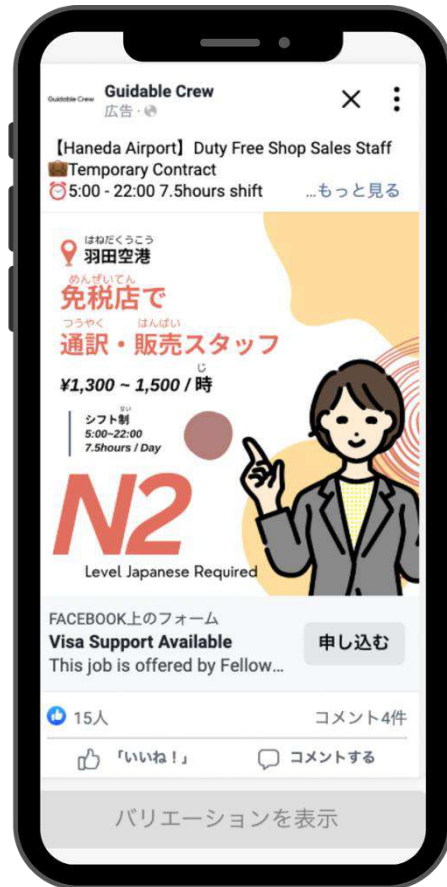 Guidable Crew
Guidable Crew
広告·
【Haneda Airport】Duty Free Shop Sales Staff
💼Temporary Contract
⏰5:00 - 22:00 7.5hours shift …もっと見る
はねだくうこう
羽田空港
めんぜいてん
免税店で
つうやく はんばい
通訳・販売スタッフ
じ
¥1,300 ~ 1,500 / 時
せい
シフト制
5:00~22:00
7.5hours / Day
N2
Level Japanese Required
FACEBOOK上のフォーム
Visa Support Available
申し込む
This job is offered by Fellow...
15人
コメント4件
「いいね！」
コメントする
バリエーションを表示